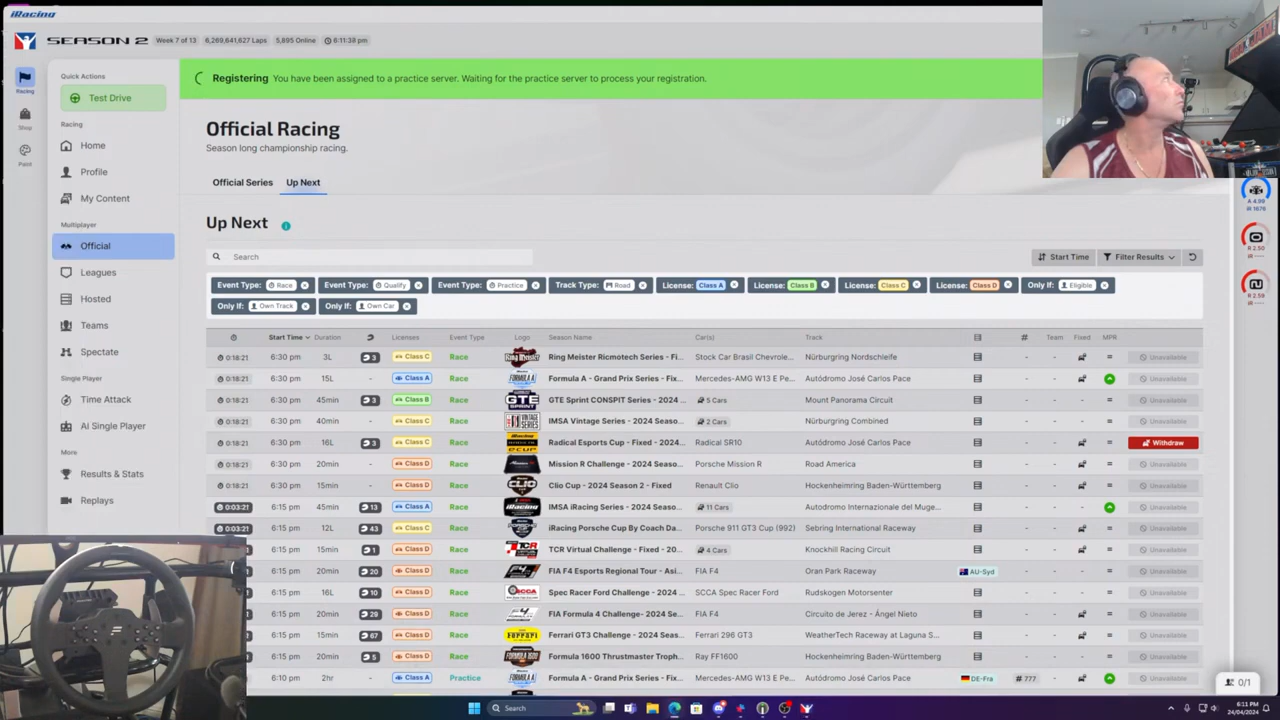 iRacing
SEASON 2 Week 7 of 13 6,269,641,627 Laps 5,895 Online 6:11:38 pm
Racing
Shop
Paint
Quick Actions
Test Drive
Racing
Home
Profile
My Content
Multiplayer
Official
Leagues
Hosted
Teams
Spectate
Single Player
Time Attack
AI Single Player
More
Results & Stats
Replays
Registering You have been assigned to a practice server. Waiting for the practice server to process your registration.
Official Racing
Season long championship racing.
Official Series Up Next
Up Next
Search Start Time Filter Results
Event Type: Race Event Type: Qualify Event Type: Practice Track Type: Road License: Class A License: Class B License: Class C License: Class D Only If: Eligible
Only If: Own Track Only If: Own Car
Start Time Duration Licenses Event Type Logo Season Name Car(s) Track # Team Fixed MPR
0:18:21 6:30 pm 3L 3 Class C Race Ring Meister Ricmotech Series - Fi... Stock Car Brasil Chevrole... Nürburgring Nordschleife - - = Unavailable
0:18:21 6:30 pm 15L - Class A Race Formula A - Grand Prix Series - Fix... Mercedes-AMG W13 E Pe... Autódromo José Carlos Pace - - Unavailable
0:18:21 6:30 pm 45min 3 Class B Race GTE Sprint CONSPIT Series - 2024 ... 5 Cars Mount Panorama Circuit - - = Unavailable
0:18:21 6:30 pm 40min - Class C Race IMSA Vintage Series - 2024 Seaso... 2 Cars Nürburgring Combined - - = Unavailable
0:18:21 6:30 pm 16L 3 Class C Race Radical Esports Cup - Fixed - 202... Radical SR10 Autódromo José Carlos Pace - - = Withdraw
0:18:21 6:30 pm 20min - Class D Race Mission R Challenge - 2024 Seaso... Porsche Mission R Road America - - = Unavailable
0:18:21 6:30 pm 15min - Class D Race Clio Cup - 2024 Season 2 - Fixed Renault Clio Hockenheimring Baden-Württemberg - - = Unavailable
0:03:21 6:15 pm 45min 13 Class A Race IMSA iRacing Series - 2024 Seaso... 11 Cars Autodromo Internazionale del Muge... - - Unavailable
0:03:21 6:15 pm 12L 43 Class C Race iRacing Porsche Cup By Coach Da... Porsche 911 GT3 Cup (992) Sebring International Raceway - - = Unavailable
6:15 pm 15min 1 Class D Race TCR Virtual Challenge - Fixed - 20... 4 Cars Knockhill Racing Circuit - - = Unavailable
6:15 pm 20min 20 Class D Race FIA F4 Esports Regional Tour - Asi... FIA F4 Oran Park Raceway AU-Syd - - = Unavailable
6:15 pm 16L 10 Class D Race Spec Racer Ford Challenge - 2024 ... SCCA Spec Racer Ford Rudskogen Motorsenter - - = Unavailable
6:15 pm 20min 29 Class D Race FIA Formula 4 Challenge- 2024 Se... FIA F4 Circuito de Jerez - Ángel Nieto - - = Unavailable
6:15 pm 15min 67 Class D Race Ferrari GT3 Challenge - 2024 Seas... Ferrari 296 GT3 WeatherTech Raceway at Laguna S... - - = Unavailable
6:15 pm 20min 5 Class D Race Formula 1600 Thrustmaster Troph... Ray FF1600 Hockenheimring Baden-Württemberg - - = Unavailable
6:10 pm 2hr Class A Practice Formula A - Grand Prix Series - Fix... Mercedes-AMG W13 E Pe... Autódromo José Carlos Pace DE-Fra #777 - Unavailable
A 4.99
iR 1676
R 2.50
R 2.59
0/1
Search
6:11 PM
24/04/2024